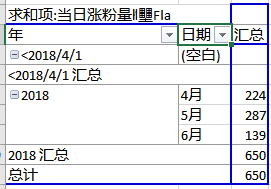 求和项:当日涨粉量 Fla
年 日期 汇总
<2018/4/1 (空白)
<2018/4/1 汇总
2018 4月 224
5月 287
6月 139
2018 汇总 650
总计 650